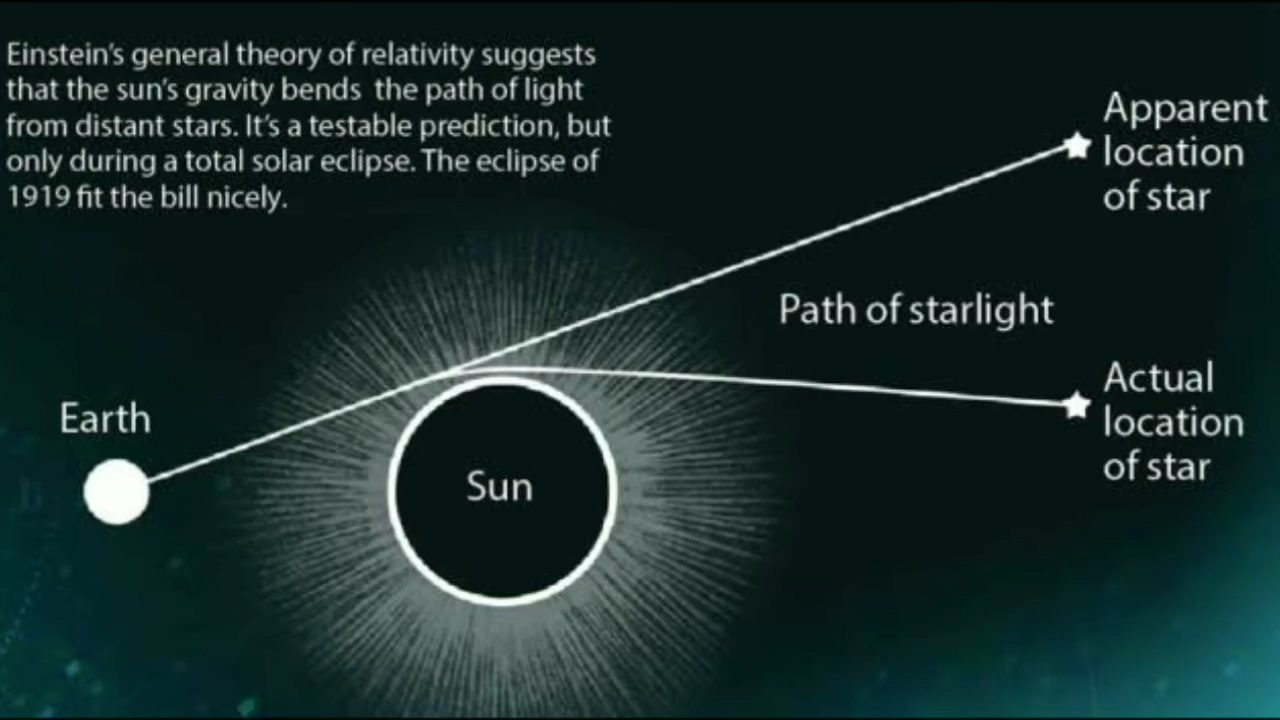 Einstein's general theory of relativity suggests
that the sun's gravity bends the path of light
from distant stars. It's a testable prediction, but
only during a total solar eclipse. The eclipse of
1919 fit the bill nicely.
Apparent
location
of star
Path of starlight
Actual
location
of star
Earth
Sun